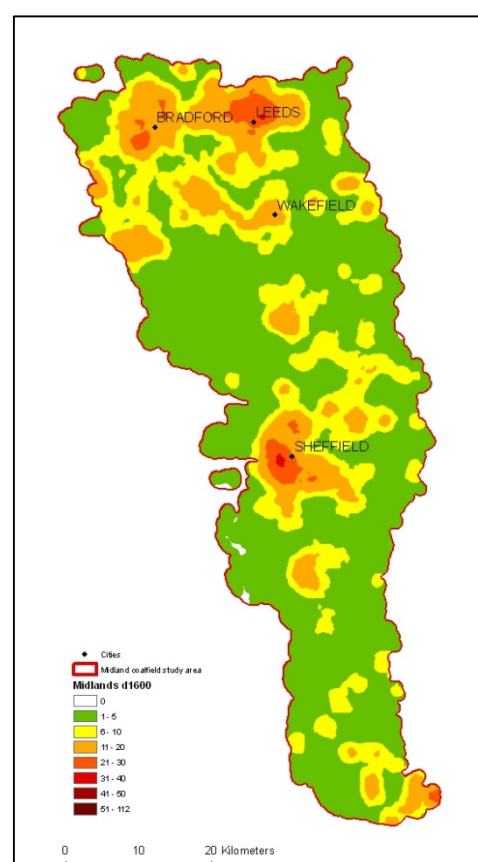 BRADFORD
LEEDS
WAKEFIELD
SHEFFIELD
Cities
Midland coalfield study area
Midlands d1600
0
1 - 5
6 - 10
11 - 20
21 - 30
31 - 40
41 - 50
51 - 112
0 10 20 Kilometers